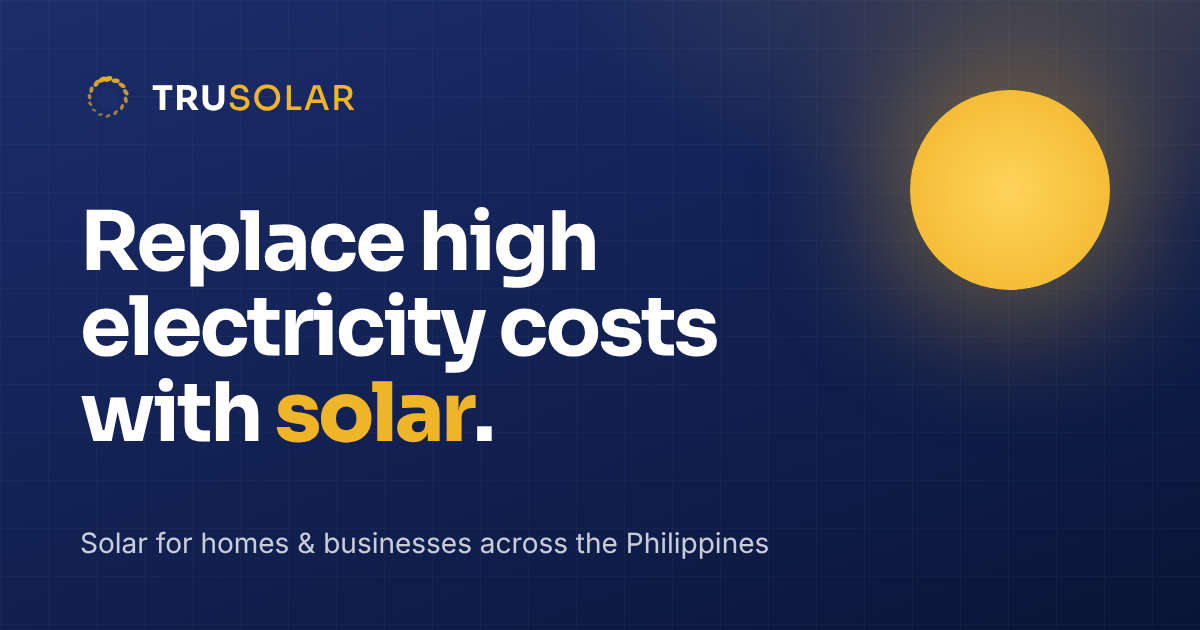 TRUSOLAR
Replace high
electricity costs
with solar.
Solar for homes & businesses across the Philippines